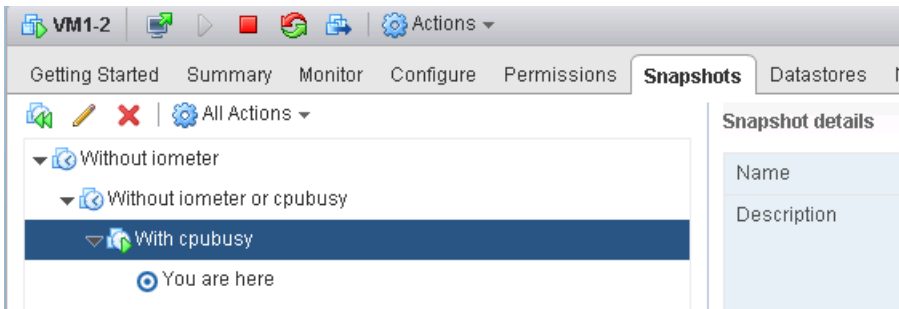 VM1-2 Actions
Getting Started Summary Monitor Configure Permissions Snapshots Datastores
All Actions
Snapshot details
Without iometer
Name
Without iometer or cpubusy
Description
With cpubusy
You are here